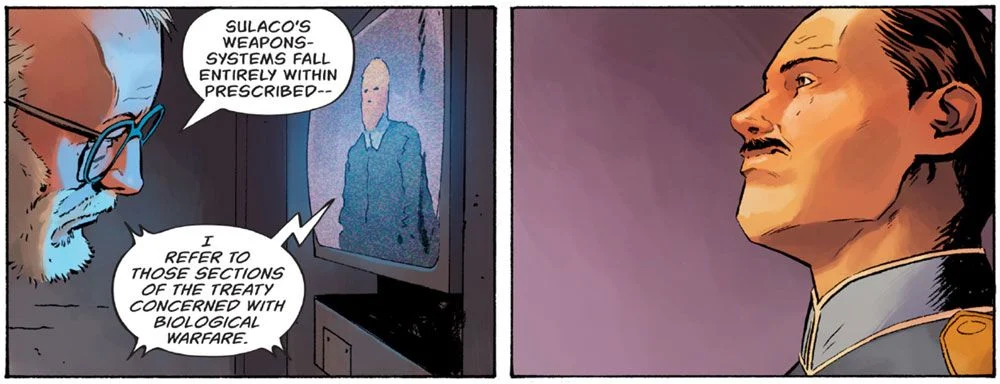 SULACO'S
WEAPONS-
SYSTEMS FALL
ENTIRELY WITHIN
PRESCRIBED--
I
REFER TO
THOSE SECTIONS
OF THE TREATY
CONCERNED WITH
BIOLOGICAL
WARFARE.